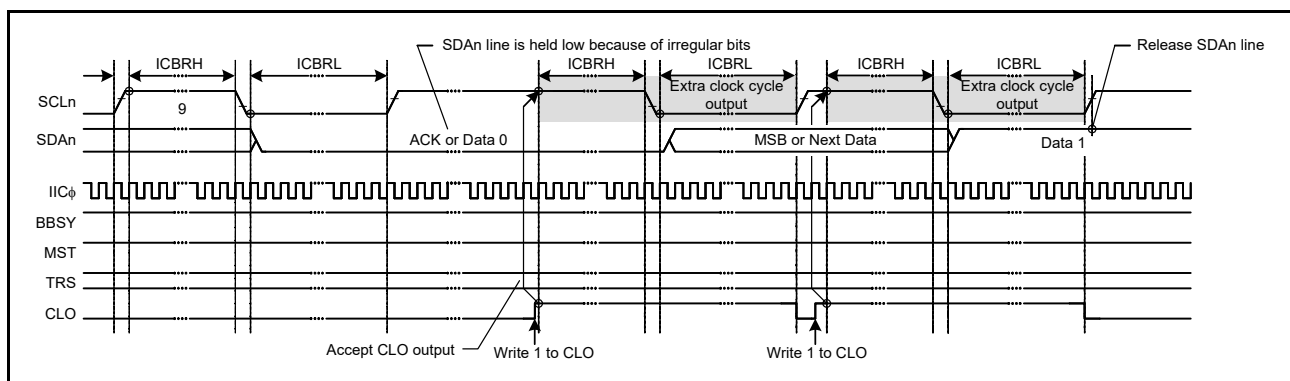 SDAn line is held low because of irregular bits
Release SDAn line
ICBRH
ICBRL
ICBRH
ICBRL
ICBRH
ICBRL
SCLn
9
Extra clock cycle
output
Extra clock cycle
output
SDAn
ACK or Data 0
MSB or Next Data
Data 1
IICϕ
BBSY
MST
TRS
CLO
Accept CLO output
Write 1 to CLO
Write 1 to CLO